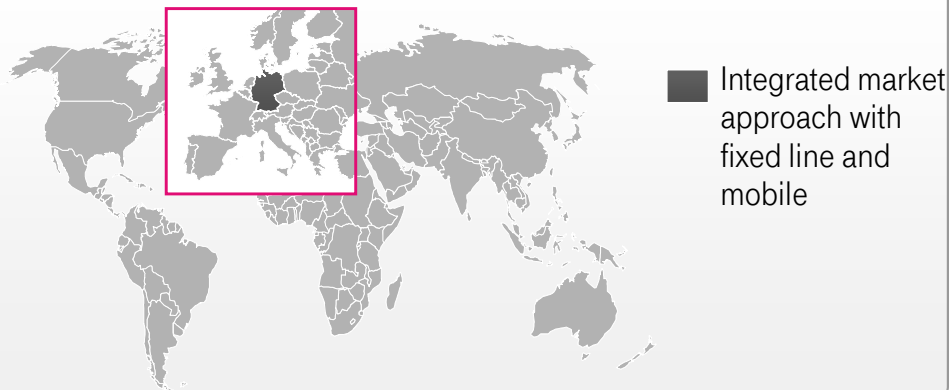 Integrated market
approach with
fixed line and
mobile